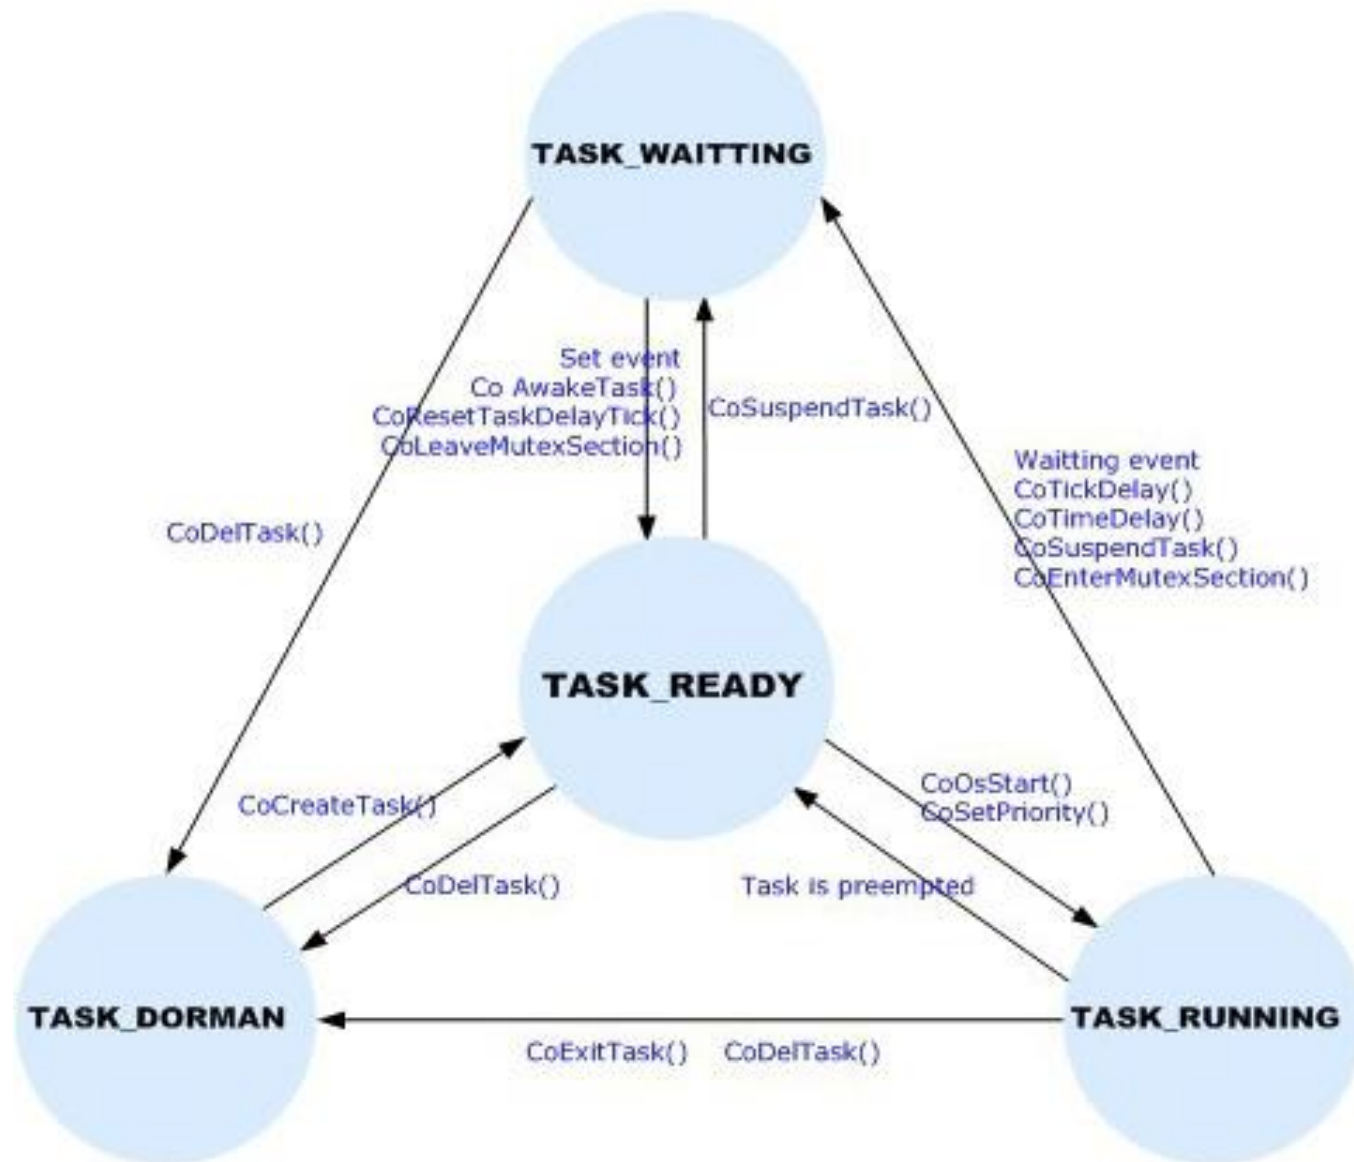 TASK_WAITTING
Set event
Co AwakeTask()
CoResetTaskDelayTick()
CoLeaveMutexSection()
CoSuspendTask()
Waitting event
CoTickDelay()
CoTimeDelay()
CoSuspendTask()
CoEnterMutexSection()
CoDelTask()
TASK_READY
CoCreateTask()
CoOsStart()
CoSetPriority()
CoDelTask()
Task is preempted
TASK_DORMAN
TASK_RUNNING
CoExitTask() CoDelTask()